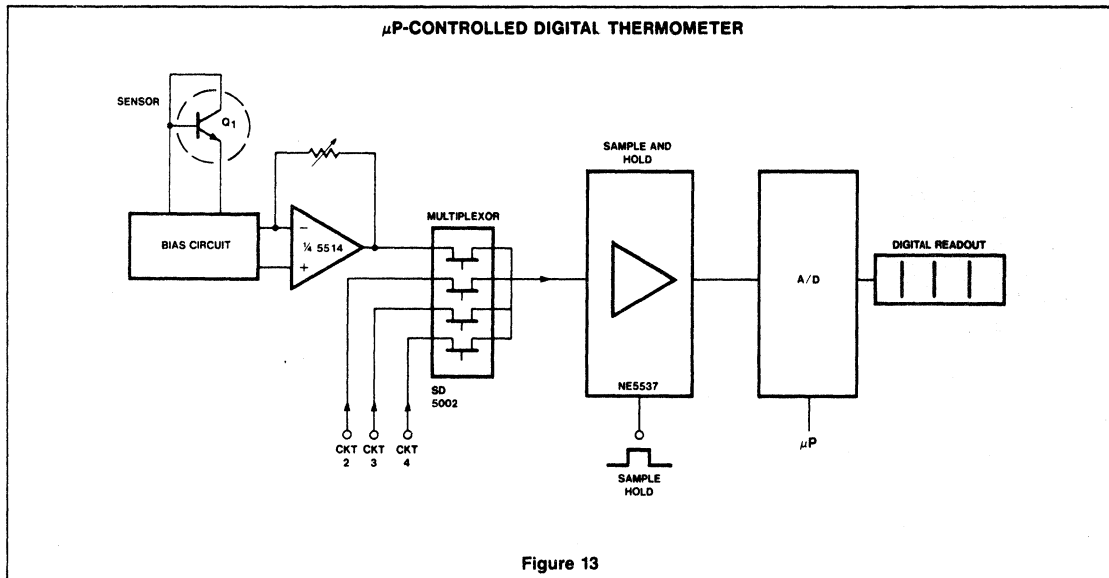 μP-CONTROLLED DIGITAL THERMOMETER
SENSOR
Q1
BIAS CIRCUIT
−
¼ 5514
+
MULTIPLEXOR
SD
5002
CKT
2
CKT
3
CKT
4
SAMPLE AND
HOLD
NE5537
SAMPLE
HOLD
A/D
μP
DIGITAL READOUT
Figure 13